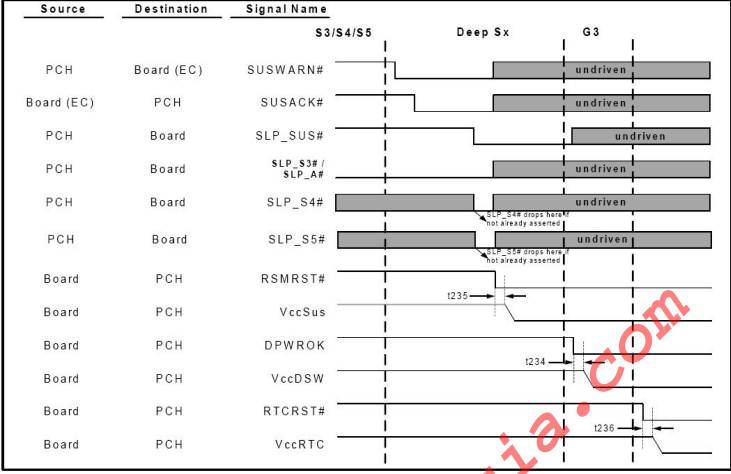 Source Destination Signal Name
S3/S4/S5 Deep Sx G3
PCH Board (EC) SUSWARN# undriven
Board (EC) PCH SUSACK# undriven
PCH Board SLP_SUS# undriven
PCH Board SLP_S3# / SLP_A# undriven
PCH Board SLP_S4# undriven
SLP_S4# drops here if
not already asserted
PCH Board SLP_S5# undriven
SLP_S5# drops here if
not already asserted
Board PCH RSMRST#
t235
Board PCH VccSus
Board PCH DPWROK
t234
Board PCH VccDSW
Board PCH RTCRST#
t236
Board PCH VccRTC
ia.com